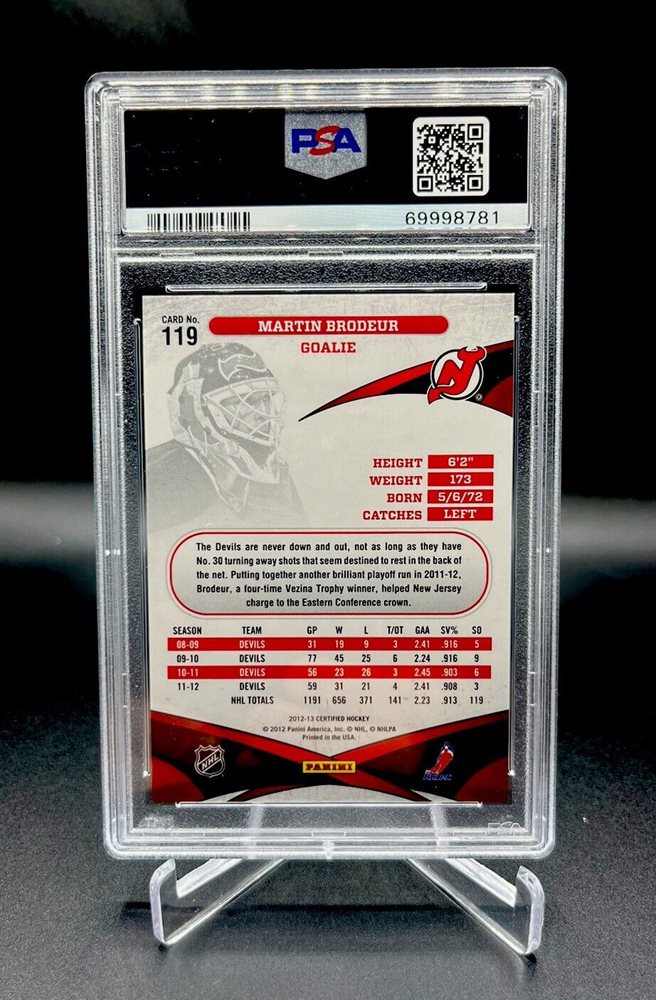 PSA
69998781
CARD No.
119
MARTIN BRODEUR
GOALIE
NJ
HEIGHT 6'2"
WEIGHT 173
BORN 5/6/72
CATCHES LEFT
The Devils are never down and out, not as long as they have
No. 30 turning away shots that seem destined to rest in the back of
the net. Putting together another brilliant playoff run in 2011-12,
Brodeur, a four-time Vezina Trophy winner, helped New Jersey
charge to the Eastern Conference crown.
SEASON TEAM GP W L T/OT GAA SV% SO
08-09 DEVILS 31 19 9 3 2.41 .916 5
09-10 DEVILS 77 45 25 6 2.24 .916 9
10-11 DEVILS 56 23 26 3 2.45 .903 6
11-12 DEVILS 59 31 21 4 2.41 .908 3
NHL TOTALS 1191 656 371 141 2.23 .913 119
2012-13 CERTIFIED HOCKEY
© 2012 Panini America, Inc. © NHL, © NHLPA
Printed in the USA.
NHL
PANINI
NHLPA
PSA